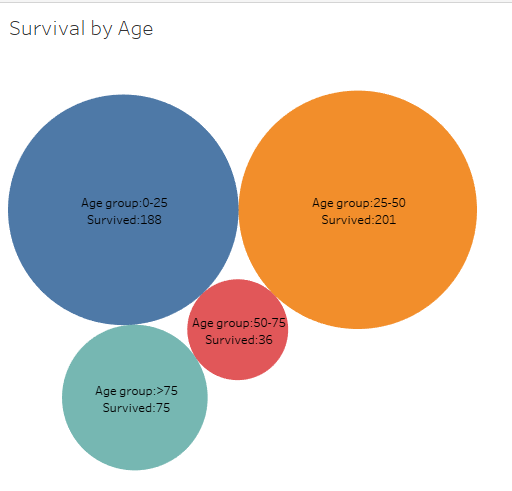 Survival by Age
Age group:0-25
Survived:188
Age group:25-50
Survived:201
Age group:50-75
Survived:36
Age group:>75
Survived:75